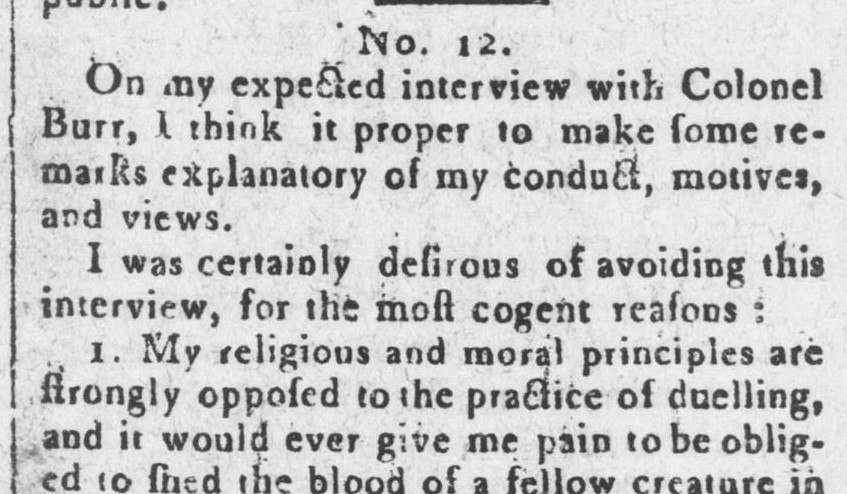 public.
No. 12.
On my expected interview with Colonel
Burr, I think it proper to make ſome re-
marks explanatory of my conduct, motives,
and views.
I was certainly deſirous of avoiding this
interview, for the moſt cogent reaſons :
1. My religious and moral principles are
ſtrongly oppoſed to the practice of duelling,
and it would ever give me pain to be oblig-
ed to ſhed the blood of a fellow creature in